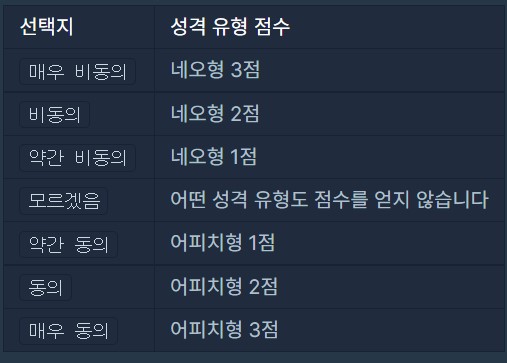 선택지 성격 유형 점수
매우 비동의 네오형 3점
비동의 네오형 2점
약간 비동의 네오형 1점
모르겠음 어떤 성격 유형도 점수를 얻지 않습니다
약간 동의 어피치형 1점
동의 어피치형 2점
매우 동의 어피치형 3점